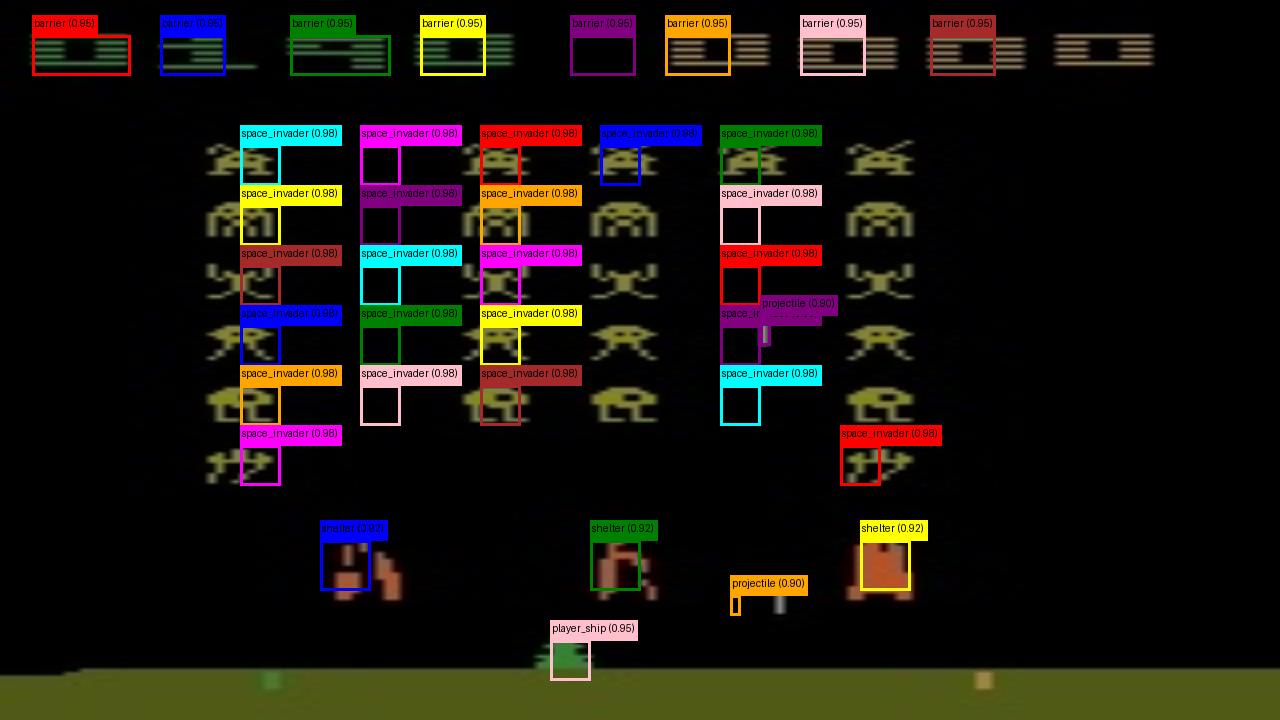 barrier (0.95)
barrier (0.95)
barrier (0.95)
barrier (0.95)
barrier (0.95)
barrier (0.95)
barrier (0.95)
barrier (0.95)
space_invader (0.98)
space_invader (0.98)
space_invader (0.98)
space_invader (0.98)
space_invader (0.98)
space_invader (0.98)
space_invader (0.98)
space_invader (0.98)
space_invader (0.98)
space_invader (0.98)
space_invader (0.98)
space_invader (0.98)
space_invader (0.98)
projectile (0.90)
space_invader (0.98)
space_invader (0.98)
space_invader (0.98)
space_invader (0.98)
space_invader (0.98)
space_invader (0.98)
space_invader (0.98)
space_invader (0.98)
space_invader (0.98)
shelter (0.92)
shelter (0.92)
shelter (0.92)
projectile (0.90)
player_ship (0.95)